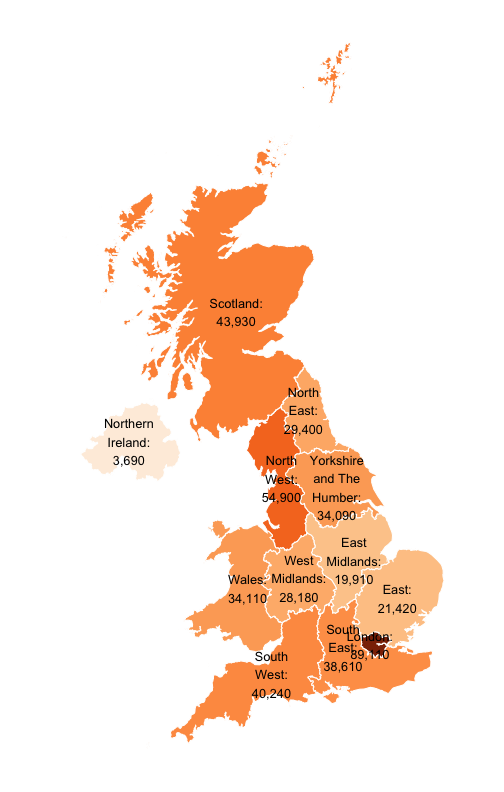 Scotland:
43,930
North
East:
29,400
Northern
Ireland:
3,690
North
West:
54,900
Yorkshire
and The
Humber:
34,090
East
Midlands:
19,910
West
Midlands:
28,180
Wales:
34,110
East:
21,420
South
East:
38,610
London:
89,110
South
West:
40,240